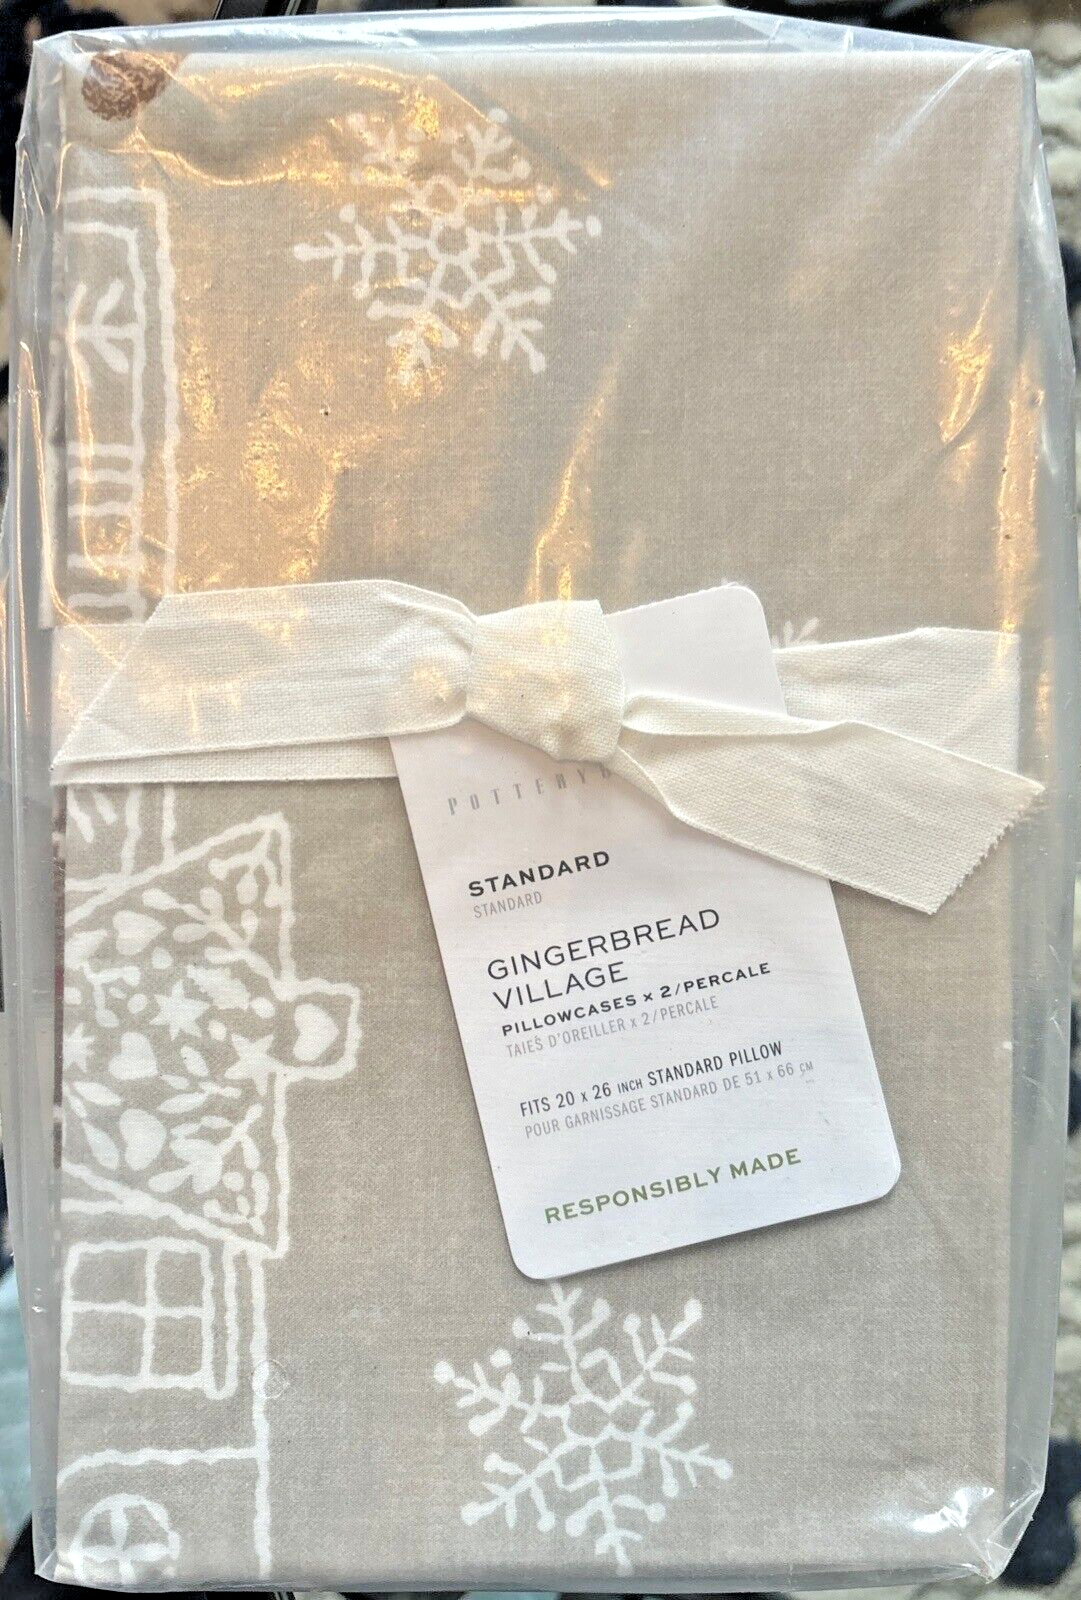 POTTERY
STANDARD
STANDARD
GINGERBREAD
VILLAGE
PILLOWCASES x 2/PERCALE
TAIES D'OREILLER x 2/PERCALE
FITS 20 x 26 INCH STANDARD PILLOW
POUR GARNISSAGE STANDARD DE 51 x 66 CM
RESPONSIBLY MADE